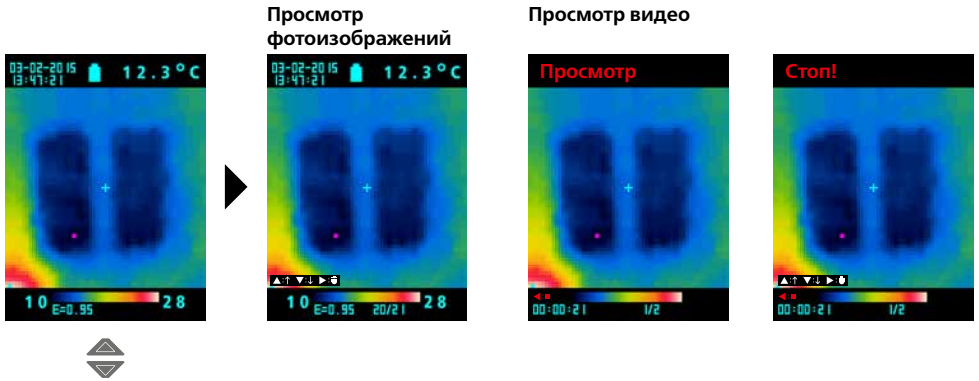 Просмотр
фотоизображений
Просмотр видео
03-02-2015
13:47:21
12.3°C
03-02-2015
13:47:21
12.3°C
Просмотр
Стоп!
10
28
E=0.95
10
28
E=0.95 20/21
00:00:21 1/2
00:00:21 1/2